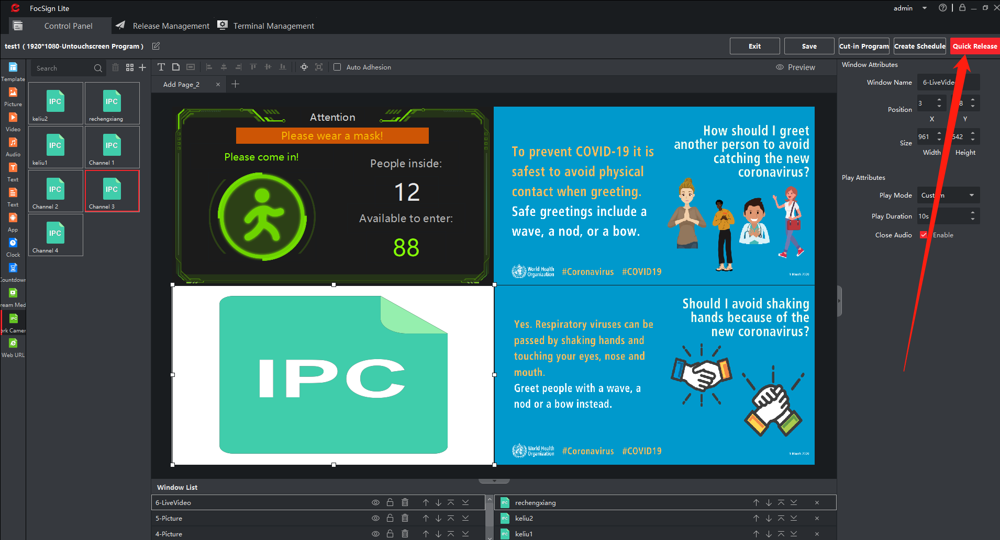 FocSign Lite
admin
Control Panel
Release Management
Terminal Management
test1 ( 1920*1080-Untouchscreen Program )
Exit
Save
Cut-in Program
Create Schedule
Quick Release
Template
Picture
Video
Audio
Text
Text
App
Clock
Countdown
ream Med
IPC
ork Camer
Web URL
Search
IPC
keliu2
IPC
rechengxiang
IPC
keliu1
IPC
Channel 1
IPC
Channel 2
IPC
Channel 3
IPC
Channel 4
Auto Adhesion
Preview
Add Page_2
Attention
Please wear a mask!
Please come in!
People inside:
12
Available to enter:
88
How should I greet
another person to avoid
catching the new
coronavirus?
To prevent COVID-19 it is
safest to avoid physical
contact when greeting.
Safe greetings include a
wave, a nod, or a bow.
World Health
Organization
#Coronavirus #COVID19
9 March 2020
IPC
Should I avoid shaking
hands because of the
new coronavirus?
Yes. Respiratory viruses can be
passed by shaking hands and
touching your eyes, nose and
mouth.
Greet people with a wave, a
nod or a bow instead.
World Health
Organization
#Coronavirus #COVID19
9 March 2020
Window Attributes
Window Name
6-LiveVideo
Position
3
8
X
Y
Size
961
542
Width
Height
Play Attributes
Play Mode
Custom
Play Duration
10s
Close Audio
Enable
Window List
6-LiveVideo
5-Picture
4-Picture
IPC
rechengxiang
IPC
keliu2
IPC
keliu1